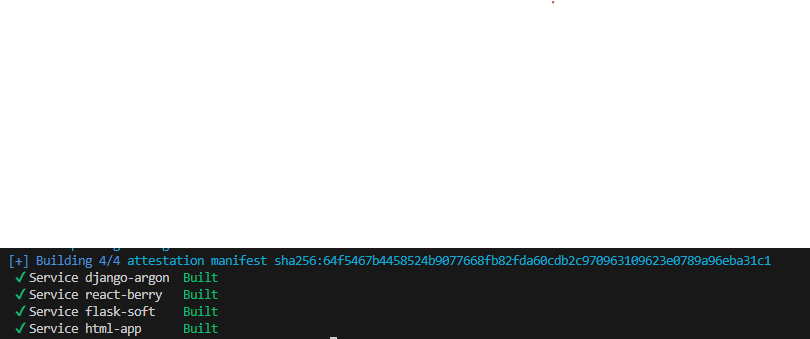 [+] Building 4/4 attestation manifest sha256:64f5467b4458524b9077668fb82fda60cdb2c970963109623e0789a96eba31c1
✓ Service django-argon Built
✓ Service react-berry Built
✓ Service flask-soft Built
✓ Service html-app Built